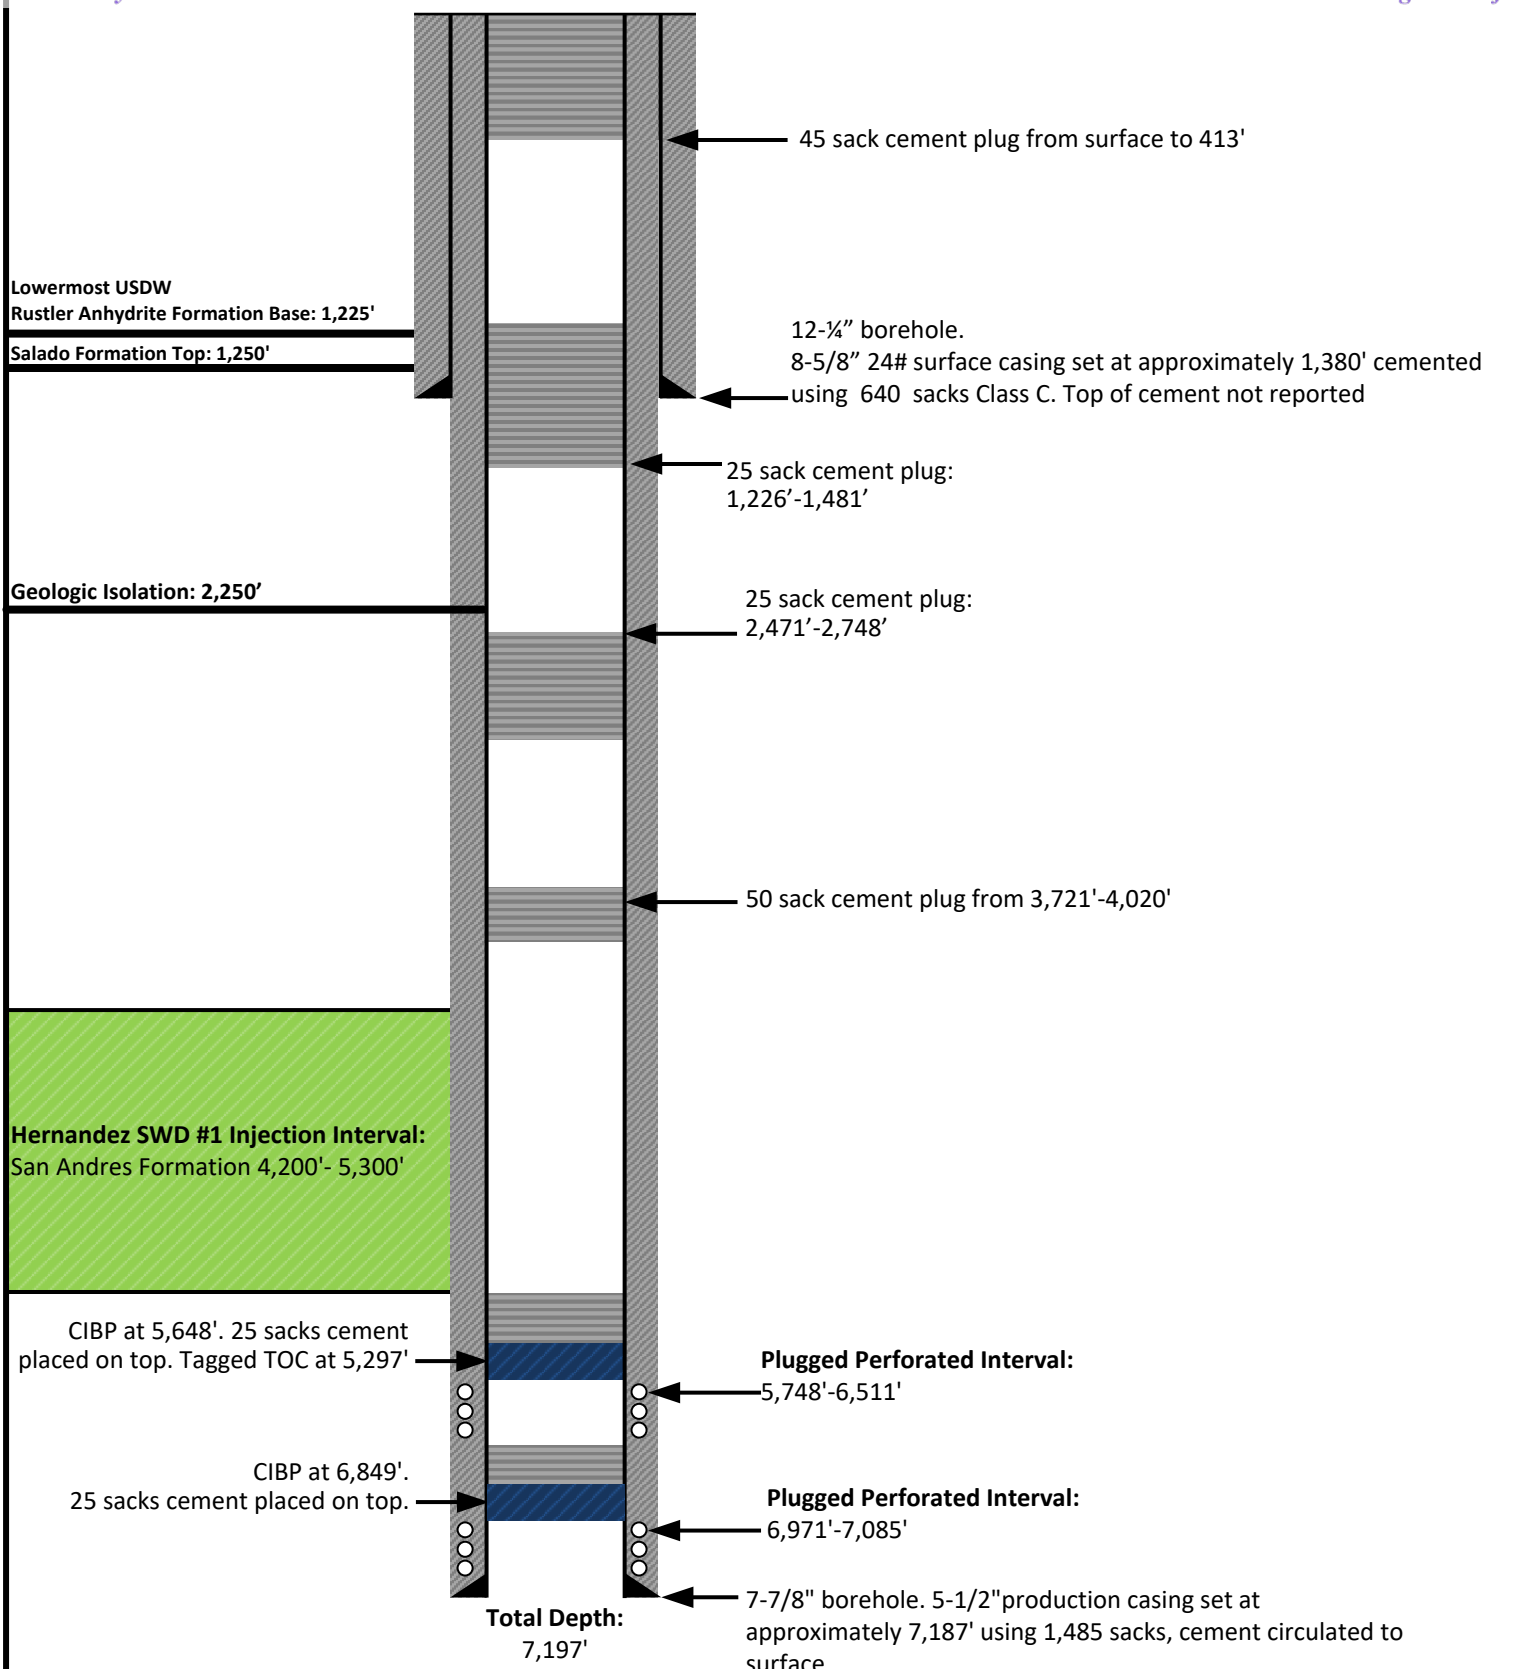 45 sack cement plug from surface to 413'
Lowermost USDW
Rustler Anhydrite Formation Base: 1,225'
Salado Formation Top: 1,250'
12-¼” borehole.
8-5/8” 24# surface casing set at approximately 1,380' cemented
using 640 sacks Class C. Top of cement not reported
25 sack cement plug:
1,226’-1,481’
Geologic Isolation: 2,250’
25 sack cement plug:
2,471’-2,748’
50 sack cement plug from 3,721'-4,020'
Hernandez SWD #1 Injection Interval:
San Andres Formation 4,200'- 5,300'
CIBP at 5,648'. 25 sacks cement
placed on top. Tagged TOC at 5,297'
Plugged Perforated Interval:
5,748'-6,511'
CIBP at 6,849'.
25 sacks cement placed on top.
Plugged Perforated Interval:
6,971'-7,085'
7-7/8" borehole. 5-1/2"production casing set at
approximately 7,187' using 1,485 sacks, cement circulated to
surface
Total Depth:
7,197'